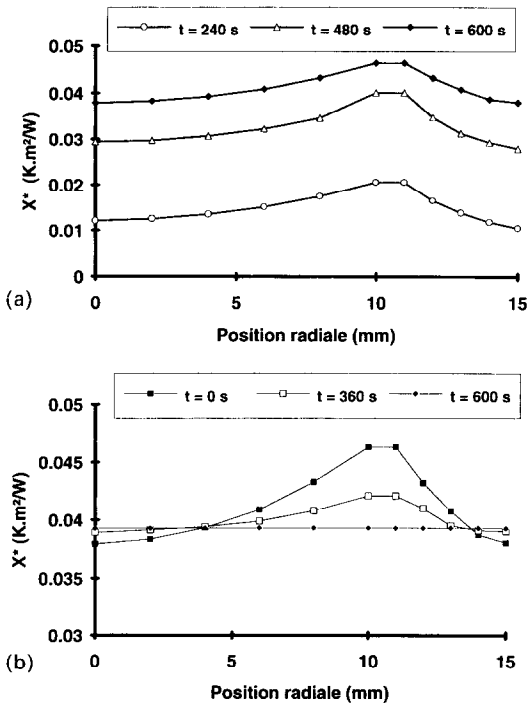 t = 240 s t = 480 s t = 600 s
0.05
0.04
0.03
0.02
0.01
0
X* (K.m²/W)
0 5 10 15
(a)
Position radiale (mm)
t = 0 s t = 360 s t = 600 s
0.05
0.045
0.04
0.035
0.03
X* (K.m²/W)
0 5 10 15
(b)
Position radiale (mm)